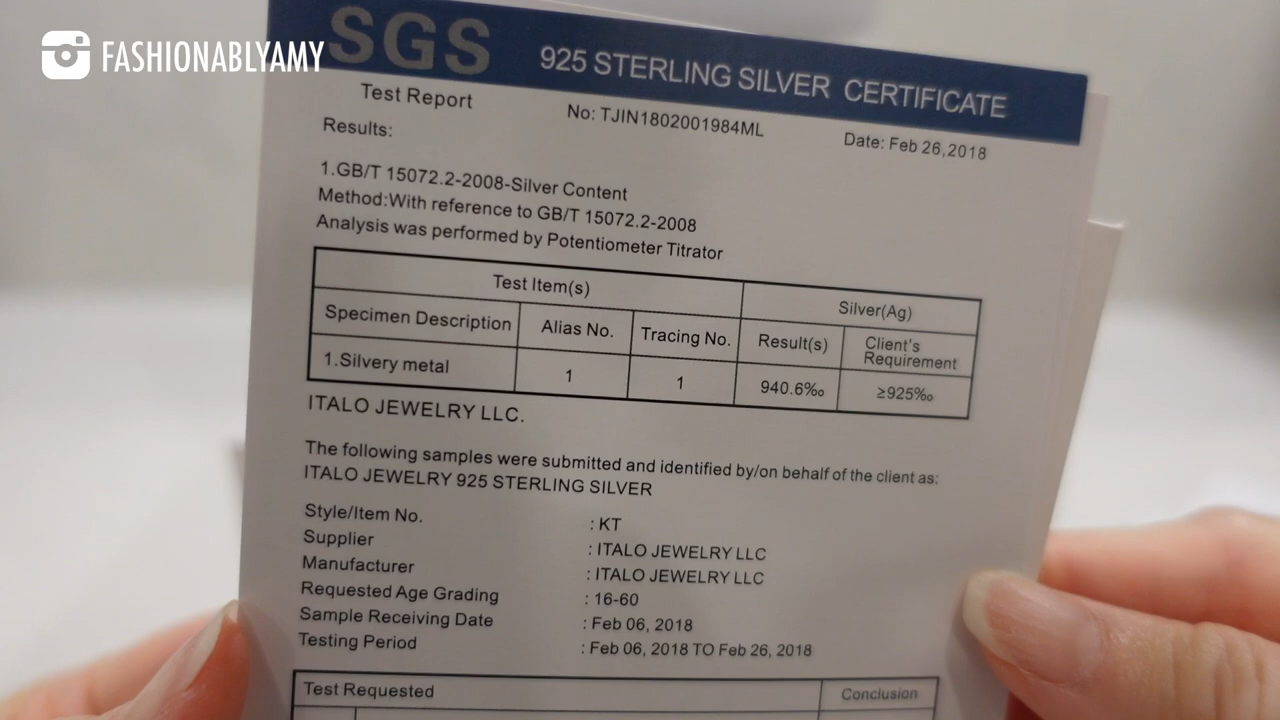 FASHIONABLYAMY
SGS
925 STERLING SILVER CERTIFICATE
Test Report
No: TJIN1802001984ML
Date: Feb 26,2018
Results:
1.GB/T 15072.2-2008-Silver Content
Method:With reference to GB/T 15072.2-2008
Analysis was performed by Potentiometer Titrator
Test Item(s)
Silver(Ag)
Specimen Description
Alias No.
Tracing No.
Result(s)
Client's
Requirement
1.Silvery metal
1
1
940.6‰
≥925‰
ITALO JEWELRY LLC.
The following samples were submitted and identified by/on behalf of the client as:
ITALO JEWELRY 925 STERLING SILVER
Style/Item No. : KT
Supplier : ITALO JEWELRY LLC
Manufacturer : ITALO JEWELRY LLC
Requested Age Grading : 16-60
Sample Receiving Date : Feb 06, 2018
Testing Period : Feb 06, 2018 TO Feb 26, 2018
Test Requested
Conclusion